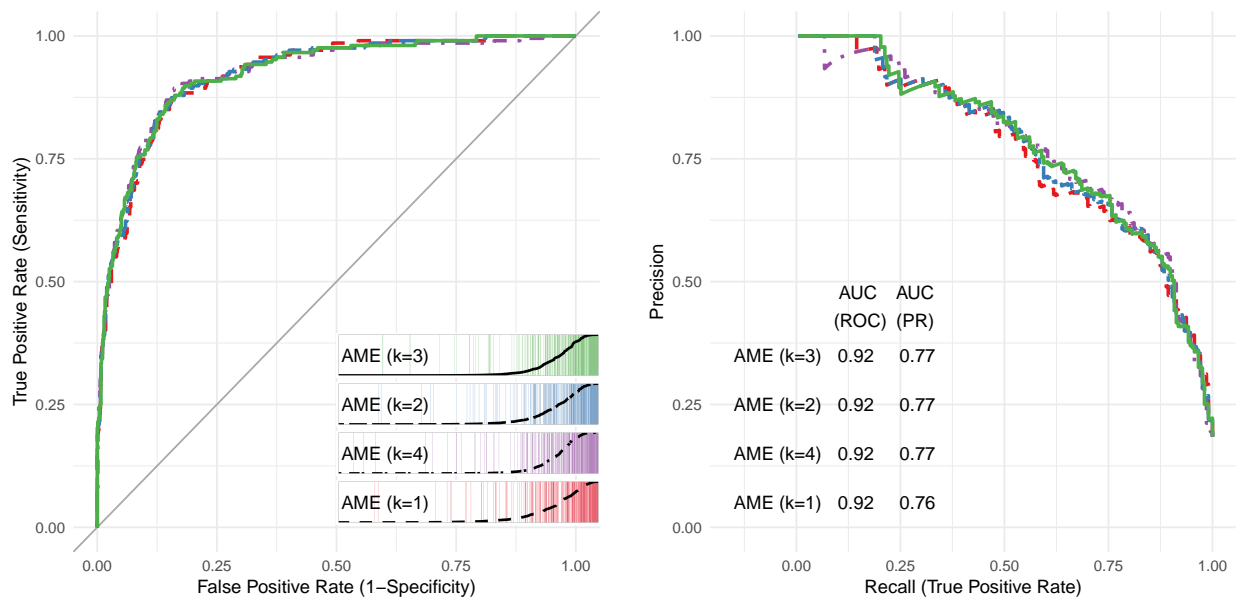 1.00
0.75
0.50
0.25
0.00
True Positive Rate (Sensitivity)
AME (k=3)
AME (k=2)
AME (k=4)
AME (k=1)
0.00 0.25 0.50 0.75 1.00
False Positive Rate (1−Specificity)
1.00
0.75
0.50
0.25
0.00
Precision
AUC AUC
(ROC) (PR)
AME (k=3) 0.92 0.77
AME (k=2) 0.92 0.77
AME (k=4) 0.92 0.77
AME (k=1) 0.92 0.76
0.00 0.25 0.50 0.75 1.00
Recall (True Positive Rate)